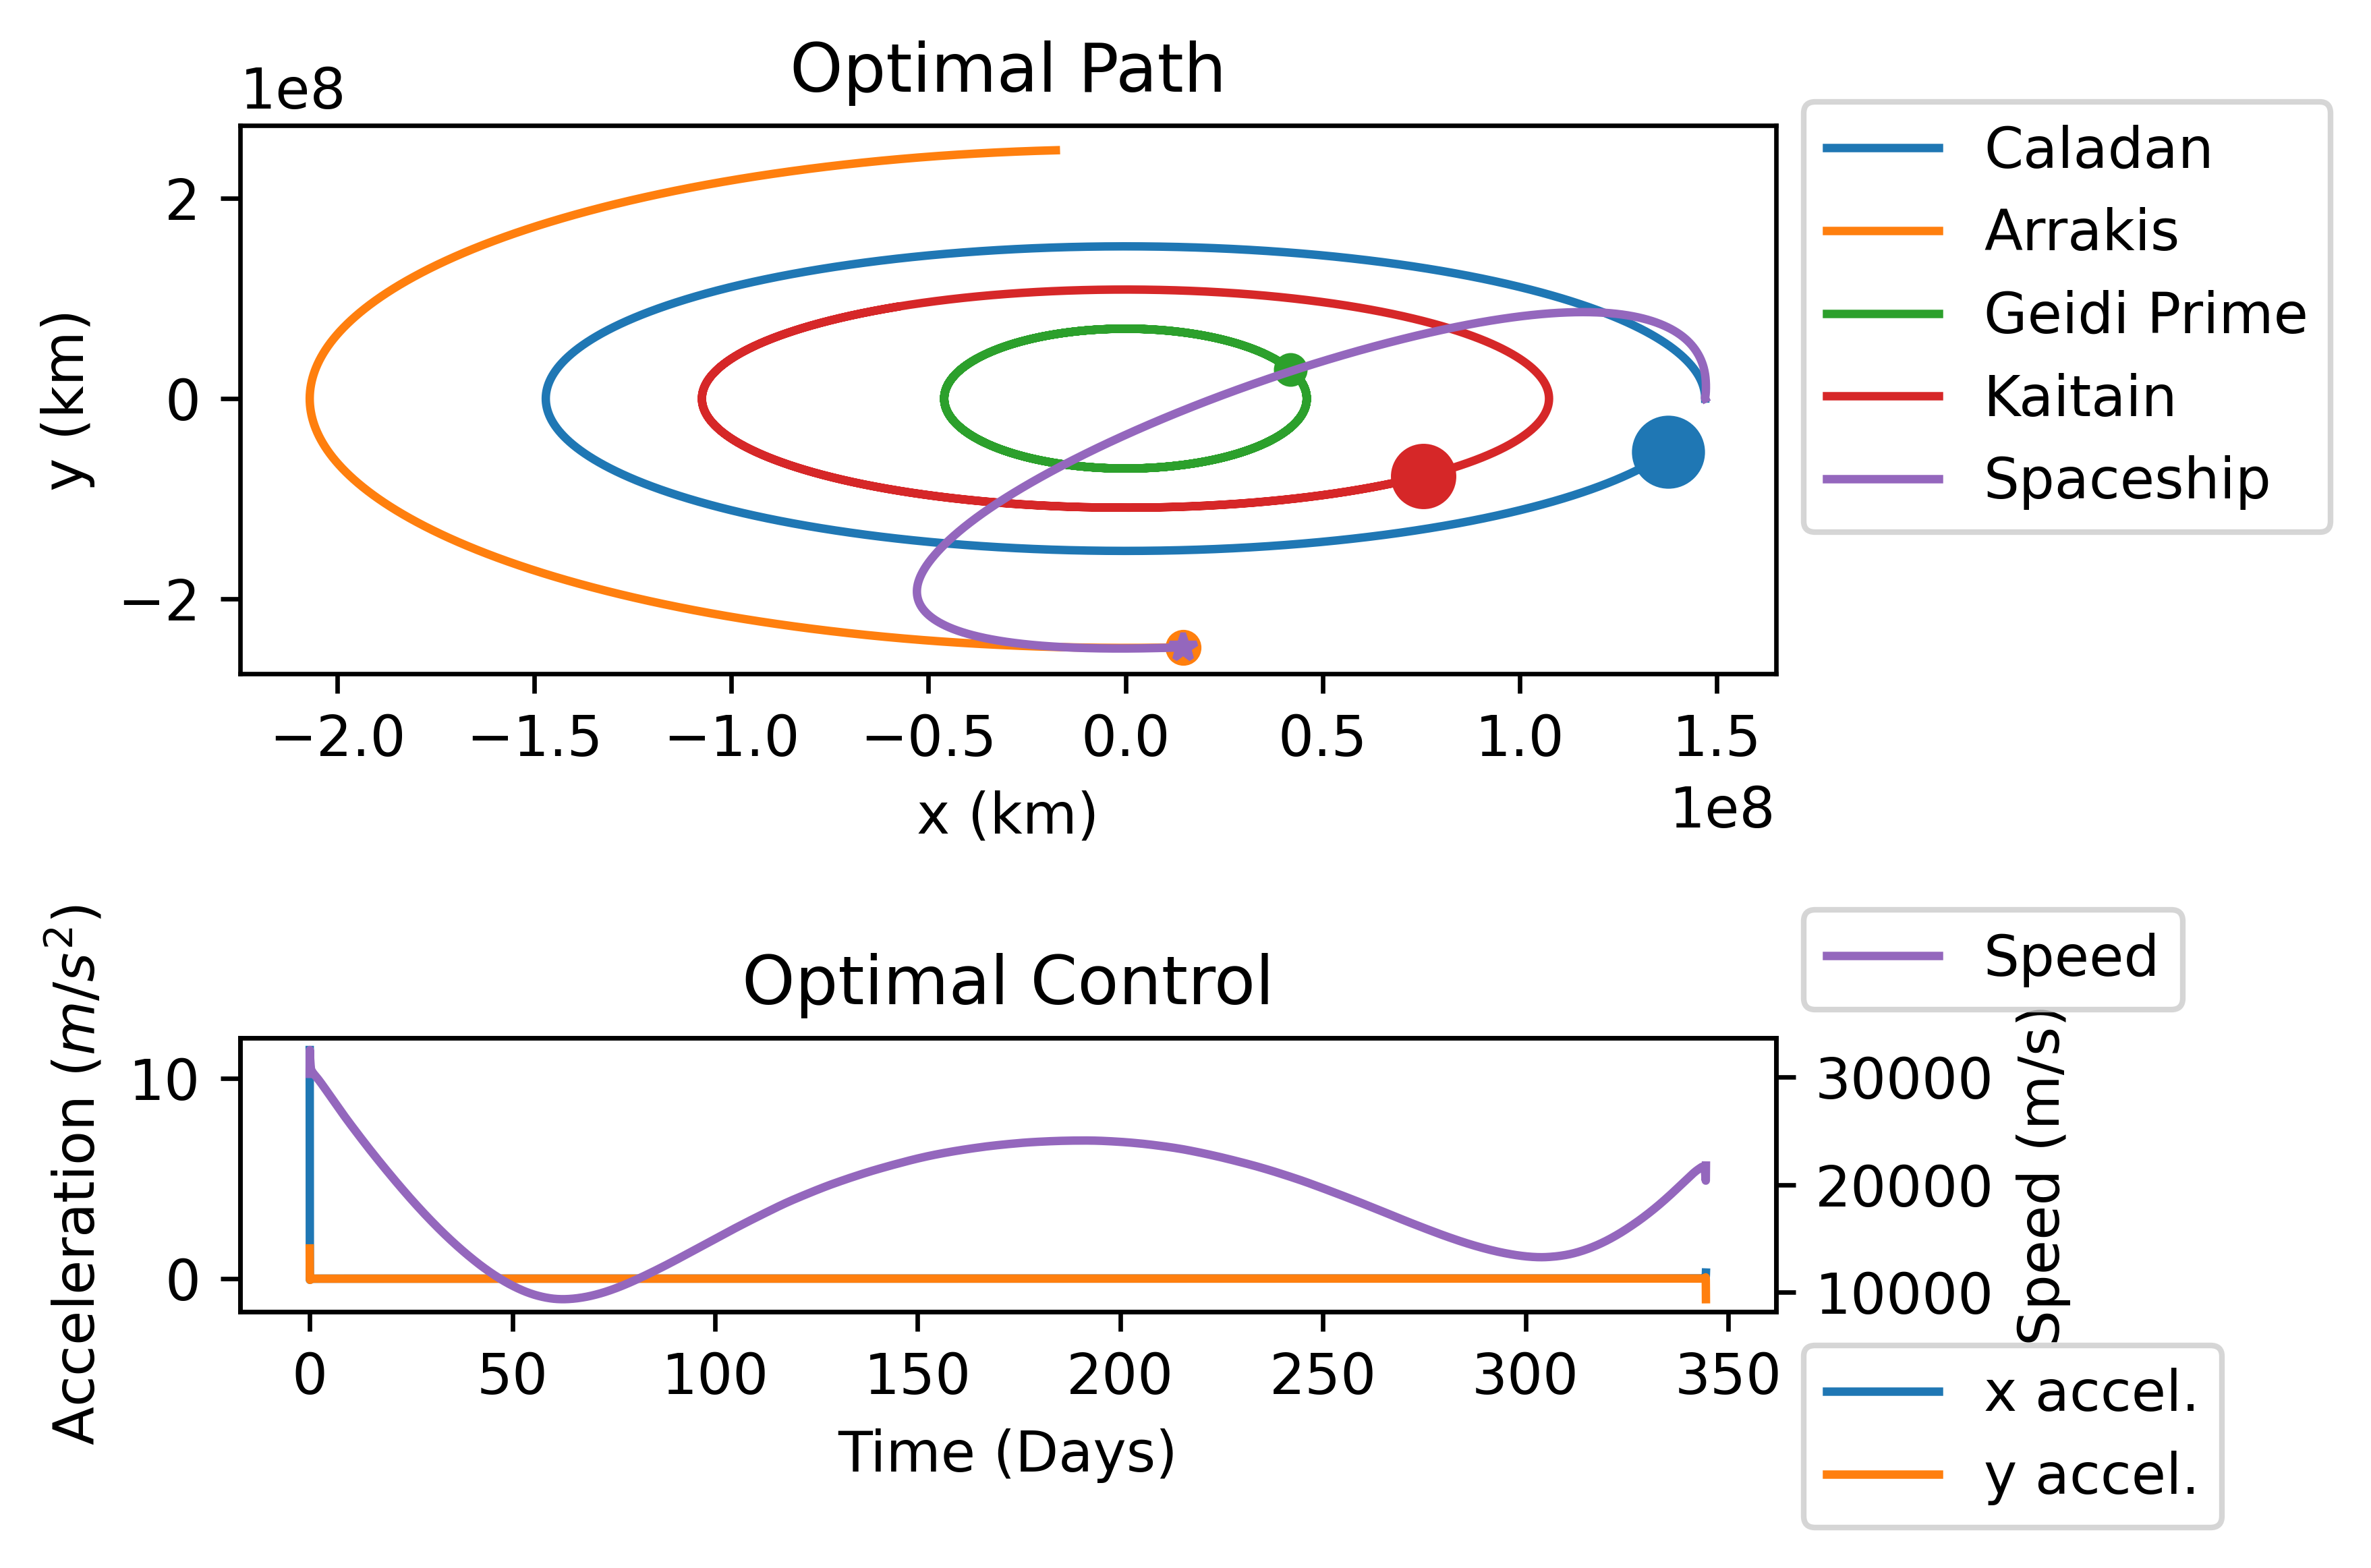 Optimal Path
1e8
2
0
−2
y (km)
−2.0 −1.5 −1.0 −0.5 0.0 0.5 1.0 1.5
1e8
x (km)
Caladan
Arrakis
Geidi Prime
Kaitain
Spaceship
Optimal Control
Acceleration (m/s²)
10
0
0 50 100 150 200 250 300 350
Time (Days)
30000
20000
10000
Speed (m/s)
Speed
x accel.
y accel.